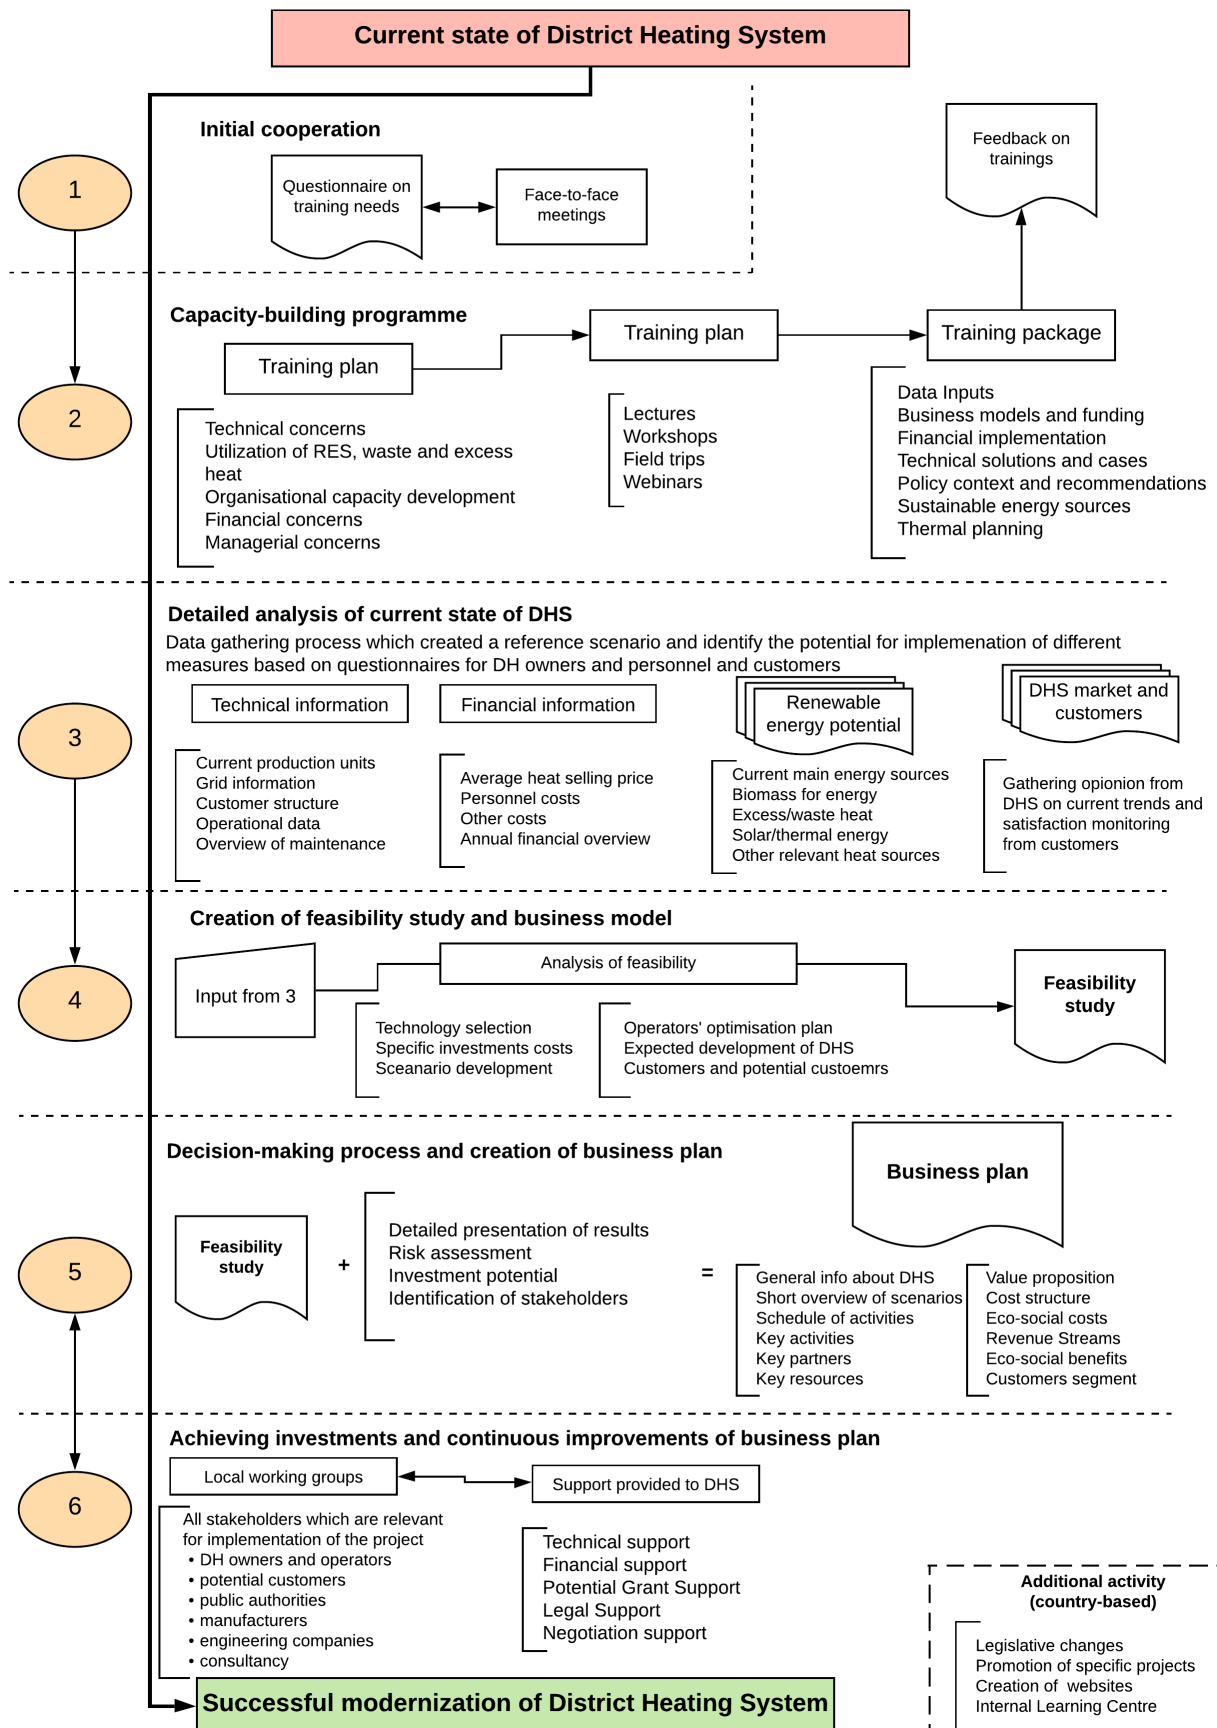 Current state of District Heating System
Initial cooperation
1
Questionnaire on
training needs
Face-to-face
meetings
Feedback on
trainings
Capacity-building programme
2
Training plan
Training plan
Training package
Technical concerns
Utilization of RES, waste and excess
heat
Organisational capacity development
Financial concerns
Managerial concerns
Lectures
Workshops
Field trips
Webinars
Data Inputs
Business models and funding
Financial implementation
Technical solutions and cases
Policy context and recommendations
Sustainable energy sources
Thermal planning
Detailed analysis of current state of DHS
Data gathering process which created a reference scenario and identify the potential for implemenation of different
measures based on questionnaires for DH owners and personnel and customers
3
Technical information
Financial information
Renewable
energy potential
DHS market and
customers
Current production units
Grid information
Customer structure
Operational data
Overview of maintenance
Average heat selling price
Personnel costs
Other costs
Annual financial overview
Current main energy sources
Biomass for energy
Excess/waste heat
Solar/thermal energy
Other relevant heat sources
Gathering opionion from
DHS on current trends and
satisfaction monitoring
from customers
Creation of feasibility study and business model
4
Input from 3
Analysis of feasibility
Feasibility
study
Technology selection
Specific investments costs
Sceanario development
Operators' optimisation plan
Expected development of DHS
Customers and potential custoemrs
Decision-making process and creation of business plan
5
Feasibility
study
+
Detailed presentation of results
Risk assessment
Investment potential
Identification of stakeholders
=
Business plan
General info about DHS
Short overview of scenarios
Schedule of activities
Key activities
Key partners
Key resources
Value proposition
Cost structure
Eco-social costs
Revenue Streams
Eco-social benefits
Customers segment
Achieving investments and continuous improvements of business plan
6
Local working groups
Support provided to DHS
All stakeholders which are relevant
for implementation of the project
• DH owners and operators
• potential customers
• public authorities
• manufacturers
• engineering companies
• consultancy
Technical support
Financial support
Potential Grant Support
Legal Support
Negotiation support
Additional activity
(country-based)
Legislative changes
Promotion of specific projects
Creation of  websites
Internal Learning Centre
Successful modernization of District Heating System